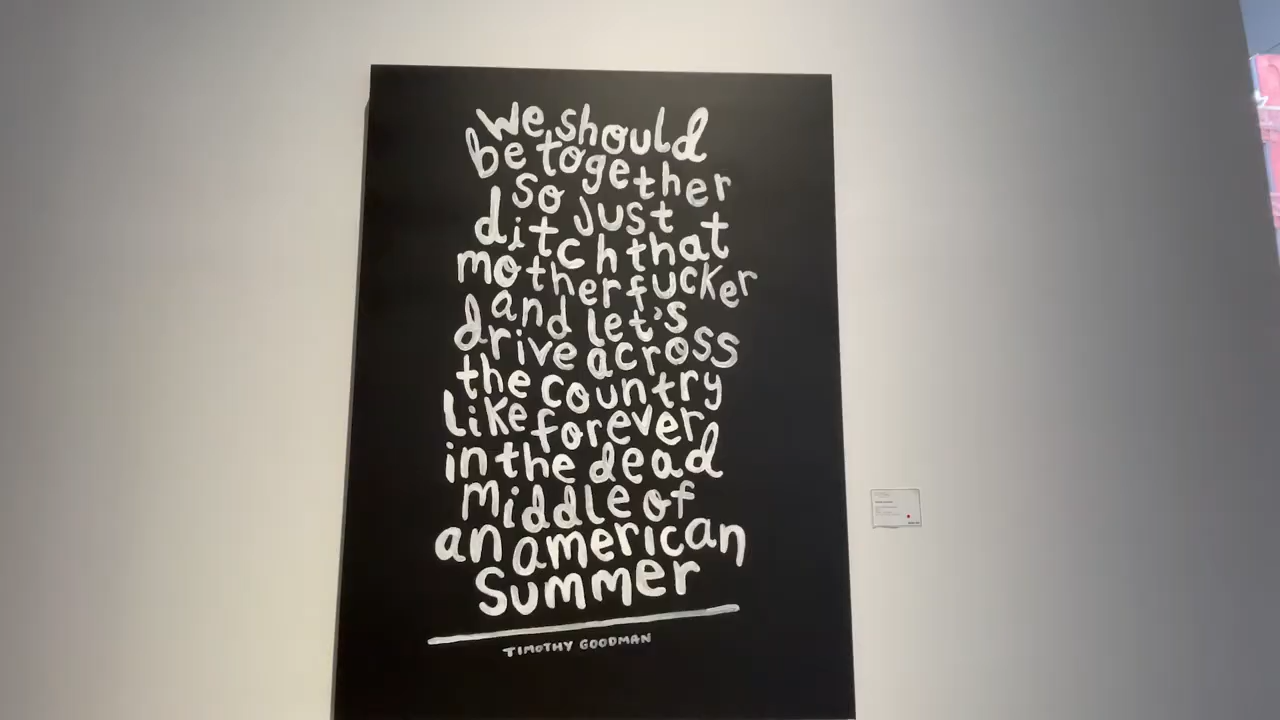 we should
be together
so just
ditch that
motherfucker
and let's
drive across
the country
like forever
in the dead
middle of
an american
summer
TIMOTHY GOODMAN